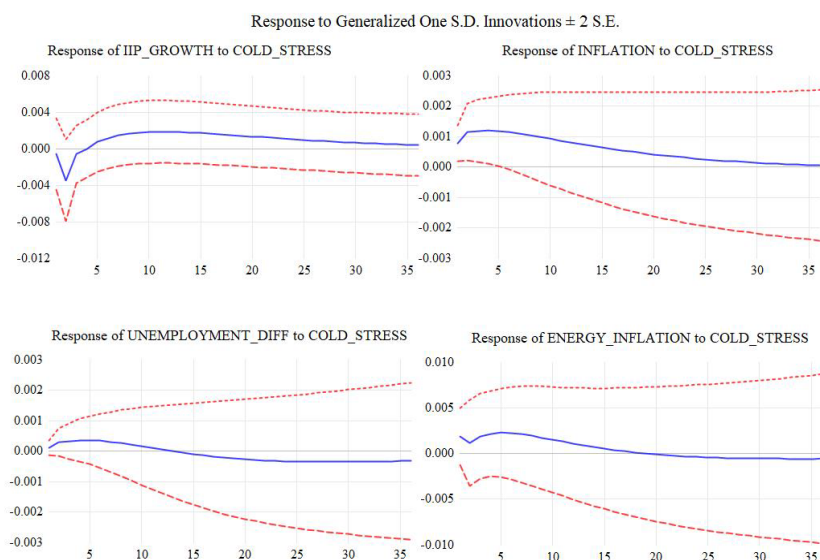 Response to Generalized One S.D. Innovations ± 2 S.E.
Response of IIP_GROWTH to COLD_STRESS
0.008
0.004
0.000
-0.004
-0.008
-0.012
5 10 15 20 25 30 35
Response of INFLATION to COLD_STRESS
0.003
0.002
0.001
0.000
-0.001
-0.002
-0.003
5 10 15 20 25 30 35
Response of UNEMPLOYMENT_DIFF to COLD_STRESS
0.003
0.002
0.001
0.000
-0.001
-0.002
-0.003
5 10 15 20 25 30 35
Response of ENERGY_INFLATION to COLD_STRESS
0.010
0.005
0.000
-0.005
-0.010
5 10 15 20 25 30 35